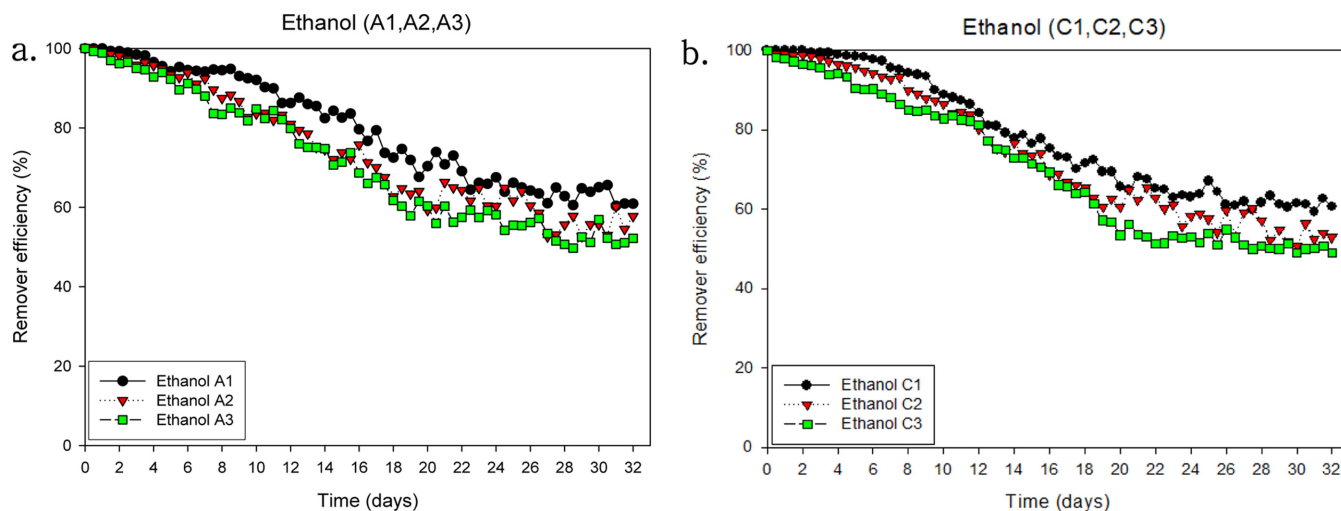 a.
Ethanol (A1,A2,A3)
Remover efficiency (%)
100
80
60
40
20
0
Ethanol A1
Ethanol A2
Ethanol A3
0 2 4 6 8 10 12 14 16 18 20 22 24 26 28 30 32
Time (days)
b.
Ethanol (C1,C2,C3)
Remover efficiency (%)
100
80
60
40
20
0
Ethanol C1
Ethanol C2
Ethanol C3
0 2 4 6 8 10 12 14 16 18 20 22 24 26 28 30 32
Time (days)